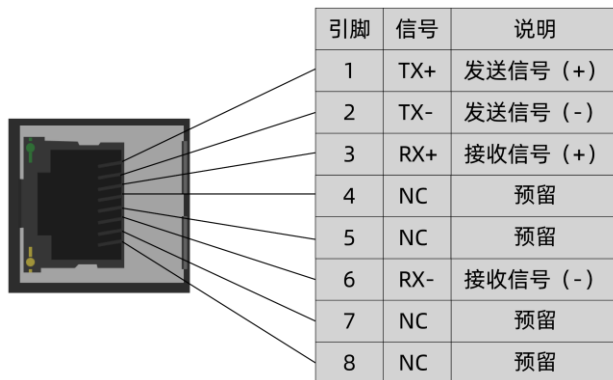 引脚 信号 说明
1 TX+ 发送信号（+）
2 TX- 发送信号（-）
3 RX+ 接收信号（+）
4 NC 预留
5 NC 预留
6 RX- 接收信号（-）
7 NC 预留
8 NC 预留